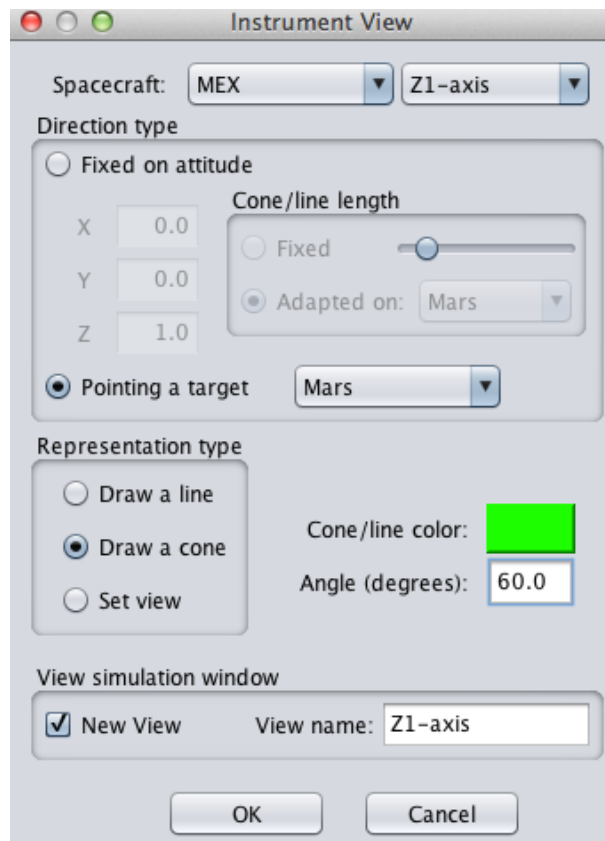 Instrument View
Spacecraft: MEX Z1-axis
Direction type
Fixed on attitude
Cone/line length
X 0.0
Fixed
Y 0.0
Adapted on: Mars
Z 1.0
Pointing a target Mars
Representation type
Draw a line
Draw a cone
Set view
Cone/line color:
Angle (degrees): 60.0
View simulation window
New View View name: Z1-axis
OK Cancel